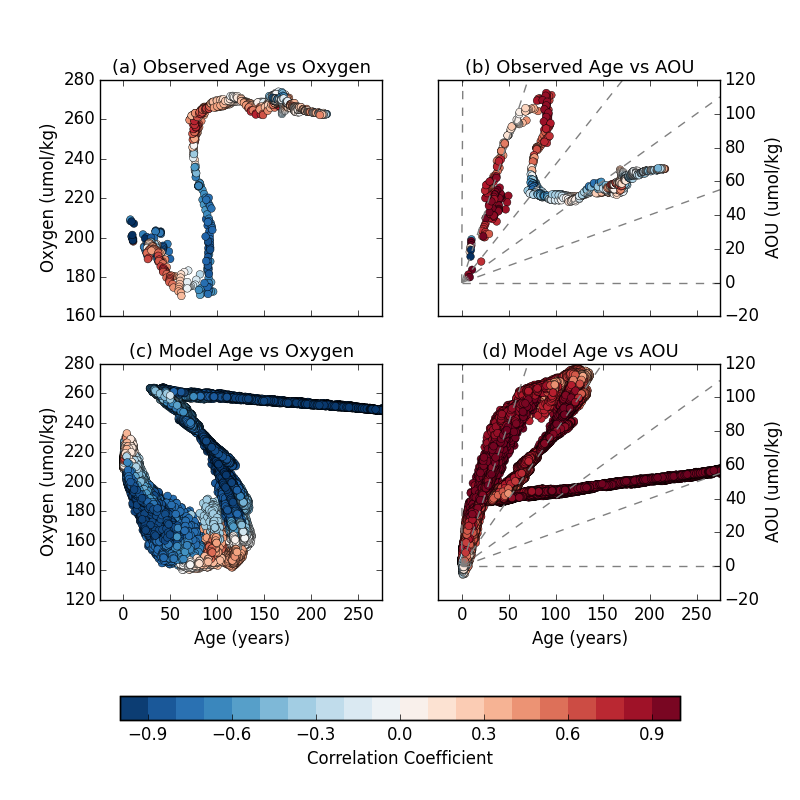 (a) Observed Age vs Oxygen
(b) Observed Age vs AOU
280
260
240
220
200
180
160
Oxygen (umol/kg)
120
100
80
60
40
20
0
−20
AOU (umol/kg)
(c) Model Age vs Oxygen
(d) Model Age vs AOU
280
260
240
220
200
180
160
140
120
Oxygen (umol/kg)
120
100
80
60
40
20
0
−20
AOU (umol/kg)
0 50 100 150 200 250
0 50 100 150 200 250
Age (years)
Age (years)
−0.9 −0.6 −0.3 0.0 0.3 0.6 0.9
Correlation Coefficient